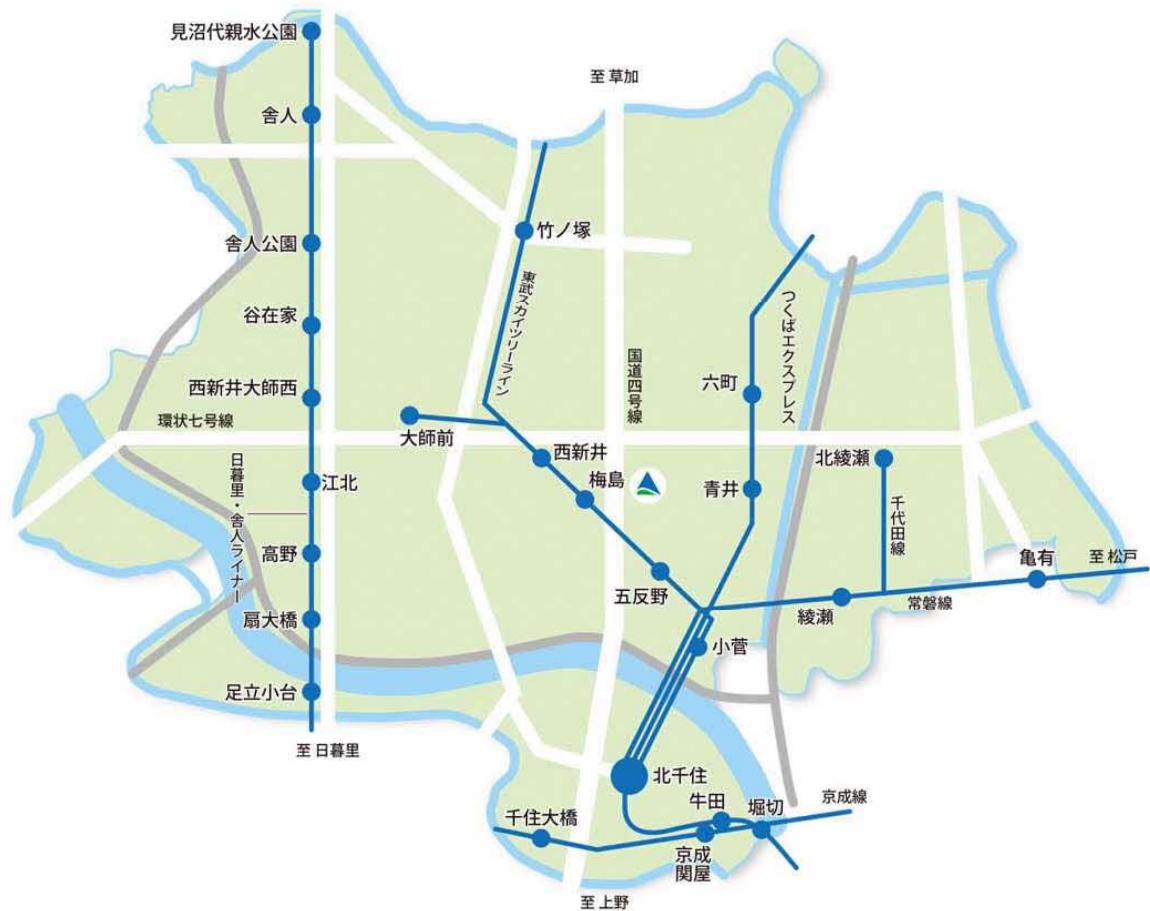 見沼代親水公園
至 草加
舎人
舎人公園
竹ノ塚
東武スカイツリーライン
つくばエクスプレス
谷在家
国道四号線
六町
西新井大師西
環状七号線
大師前
西新井
北綾瀬
梅島
青井
江北
日暮里・舎人ライナー
千代田線
高野
亀有
至 松戸
五反野
綾瀬
常磐線
扇大橋
小菅
足立小台
至 日暮里
北千住
牛田
堀切
京成線
千住大橋
京成
関屋
至 上野